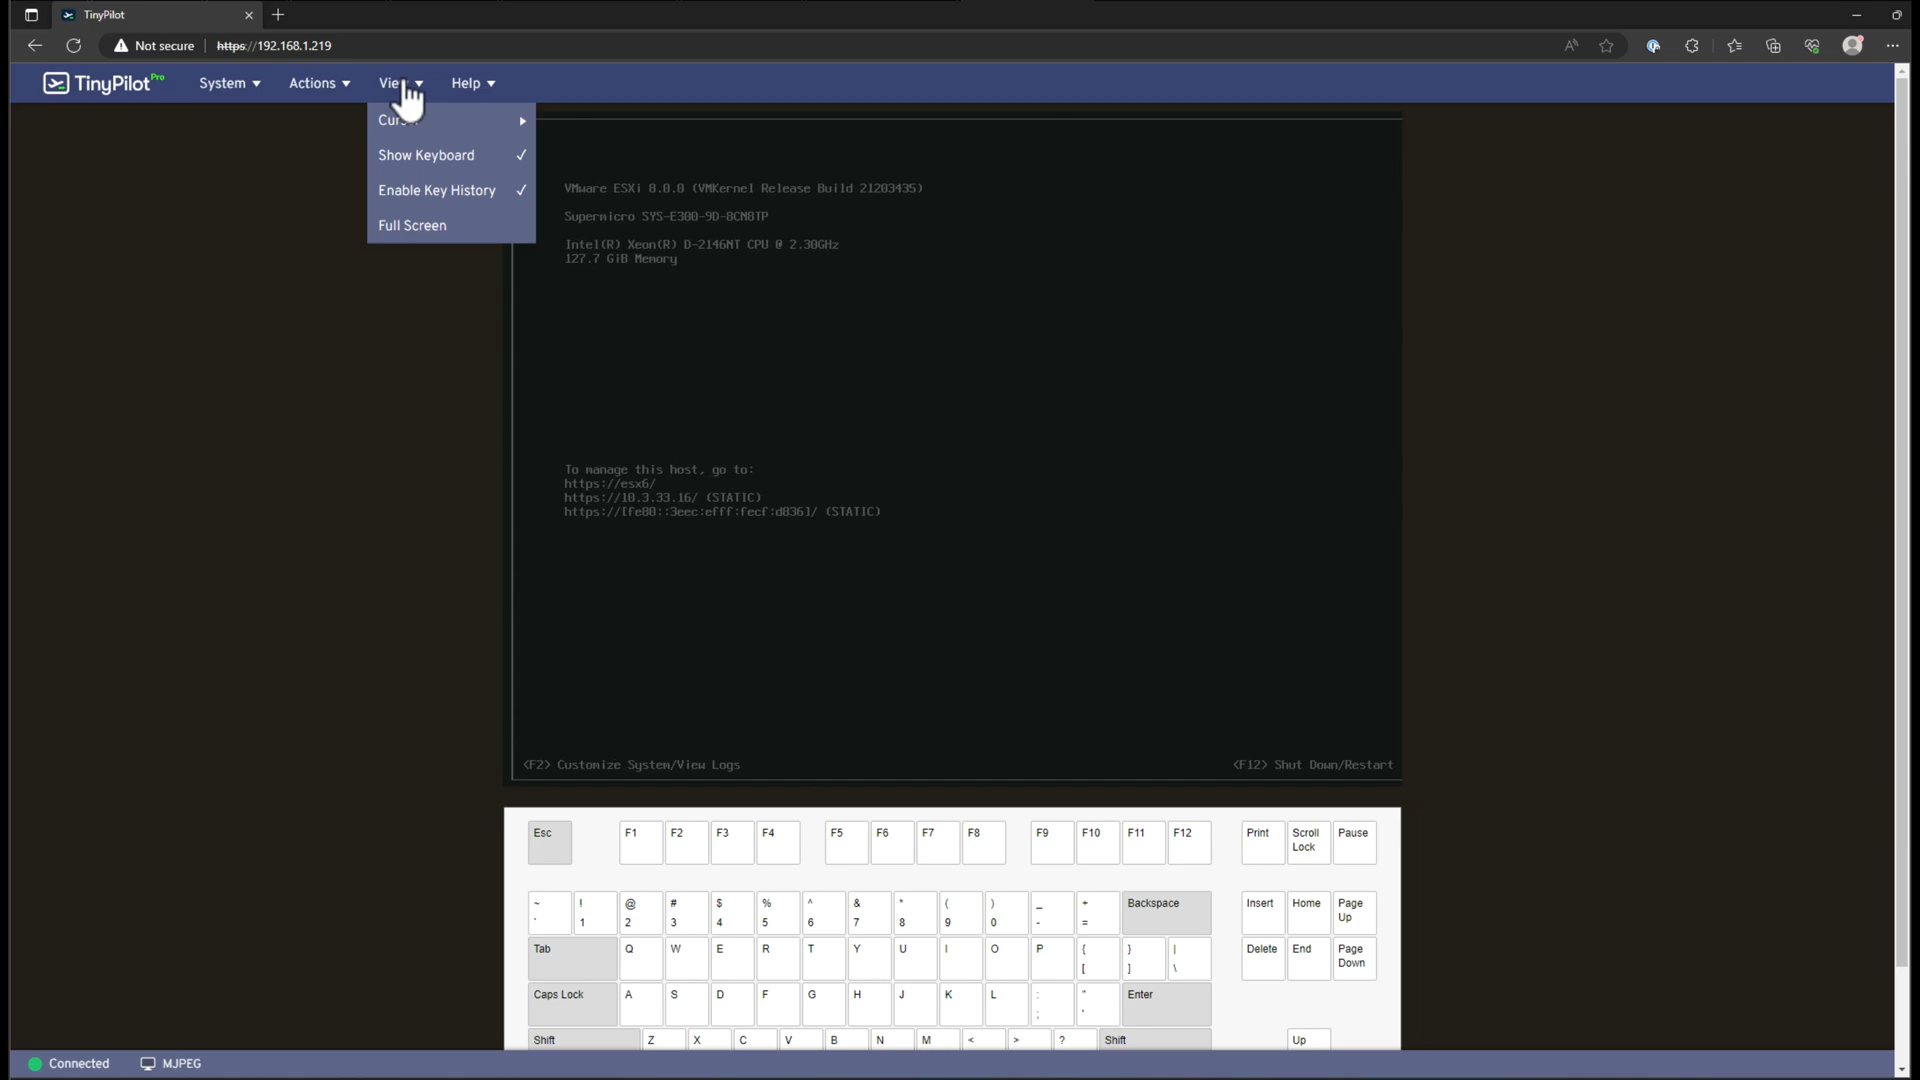 TinyPilot
Not secure https://192.168.1.219
TinyPilot Pro System Actions View Help
Show Keyboard ✓
Enable Key History ✓
Full Screen
VMware ESXi 8.0.0 (VMKernel Release Build 21203435)
Supermicro SYS-E300-9D-8CN8TP
Intel(R) Xeon(R) D-2146NT CPU @ 2.30GHz
127.7 GiB Memory
To manage this host, go to:
https://esx6/
https://10.3.33.16/ (STATIC)
https://[fe80::3eec:efff:fecf:d836]/ (STATIC)
<F2> Customize System/View Logs <F12> Shut Down/Restart
Esc F1 F2 F3 F4 F5 F6 F7 F8 F9 F10 F11 F12 Print Scroll Lock Pause
~ ! @ # $ % ^ & * ( ) _ + Backspace Insert Home Page Up
` 1 2 3 4 5 6 7 8 9 0 - =
Tab Q W E R T Y U I O P { } | Delete End Page Down
[ ] \
Caps Lock A S D F G H J K L : " Enter
; '
Shift Z X C V B N M < > ? Shift Up
Connected MJPEG